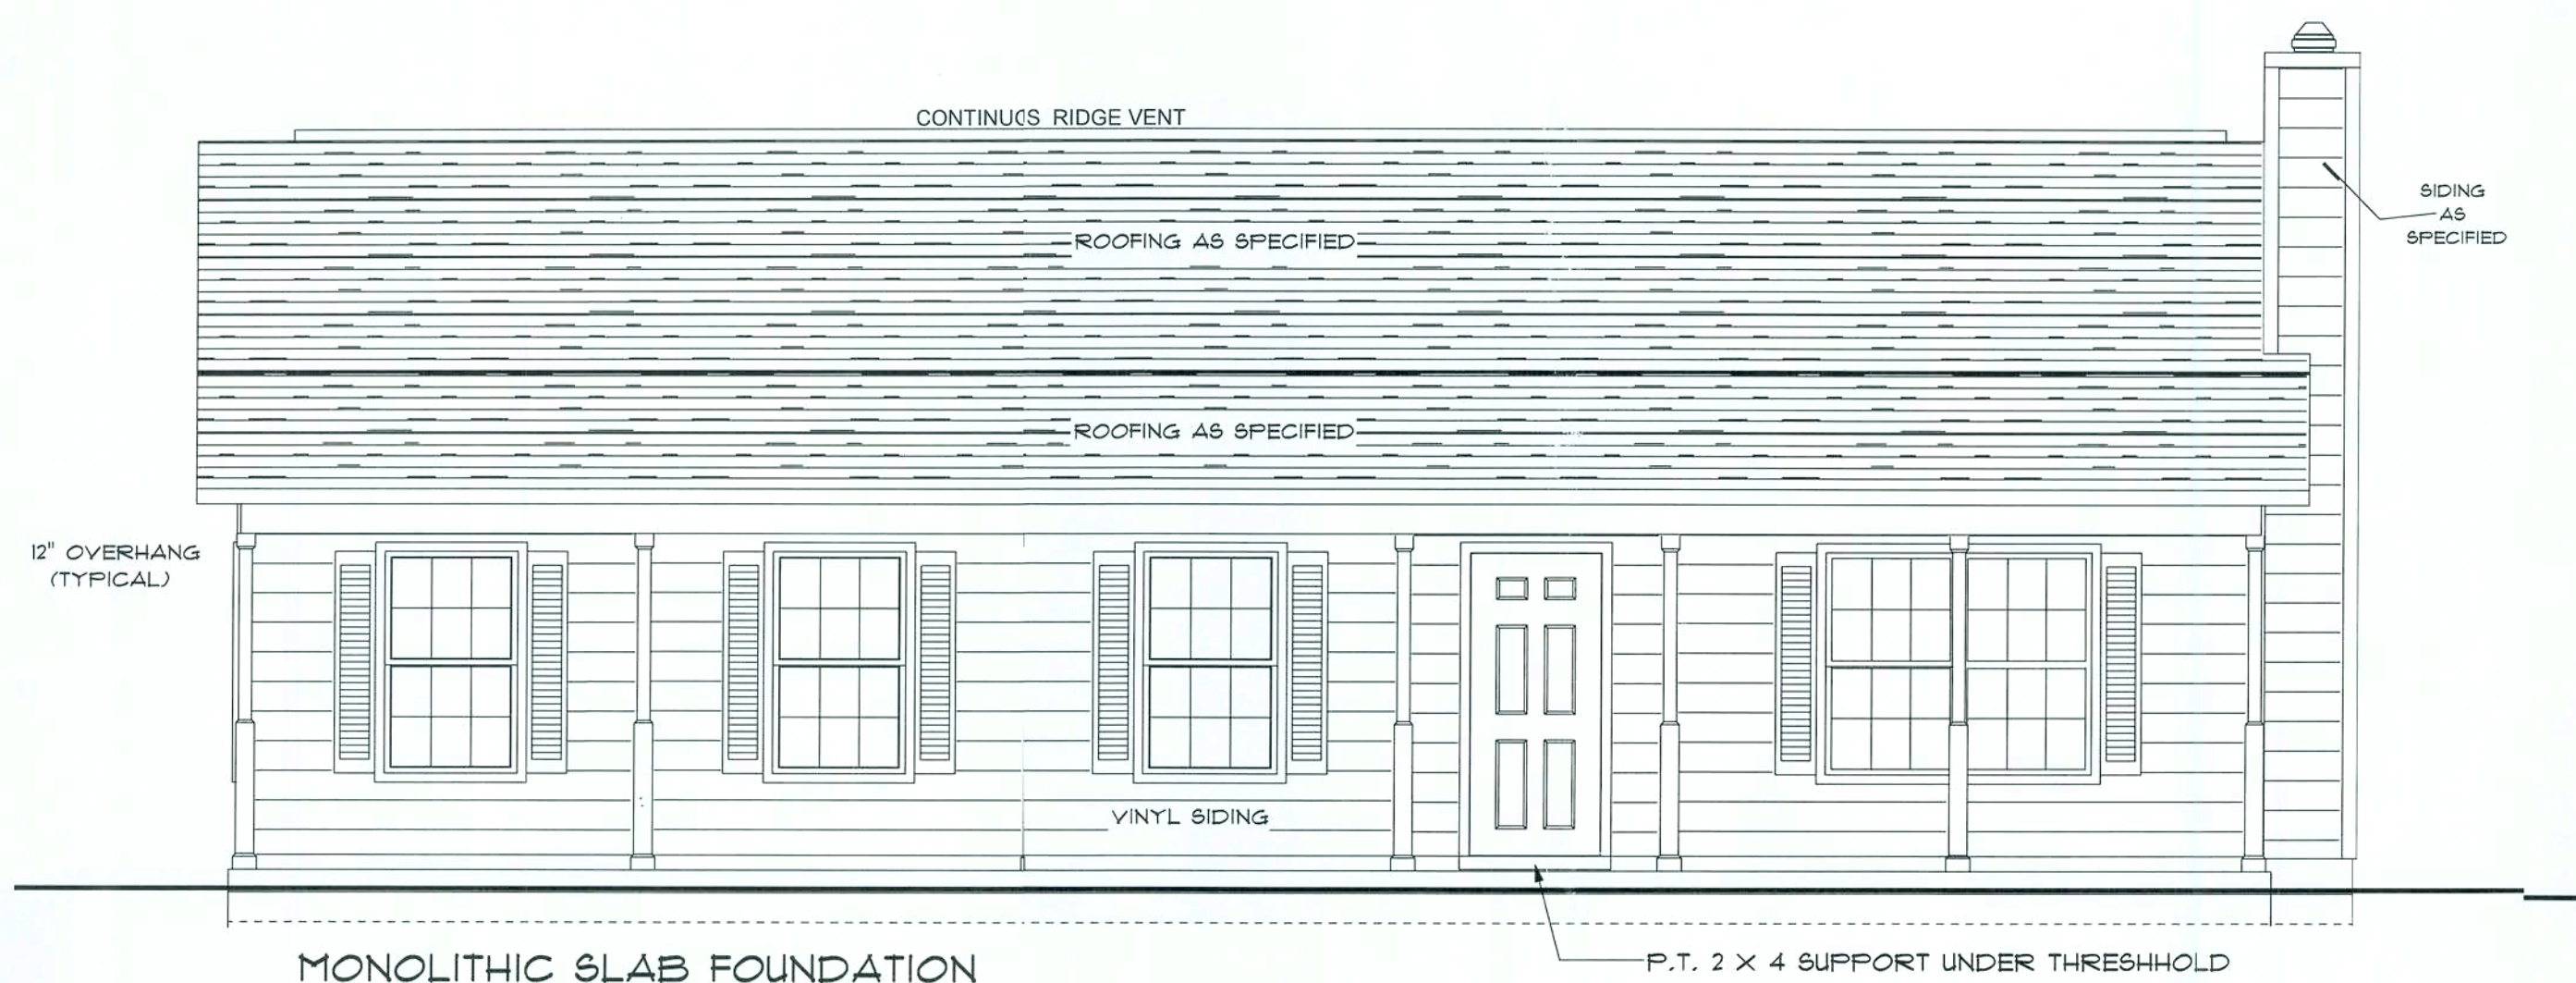 CONTINUOS RIDGE VENT
SIDING
AS
SPECIFIED
ROOFING AS SPECIFIED
ROOFING AS SPECIFIED
12" OVERHANG
(TYPICAL)
VINYL SIDING
MONOLITHIC SLAB FOUNDATION
P.T. 2 X 4 SUPPORT UNDER THRESHHOLD